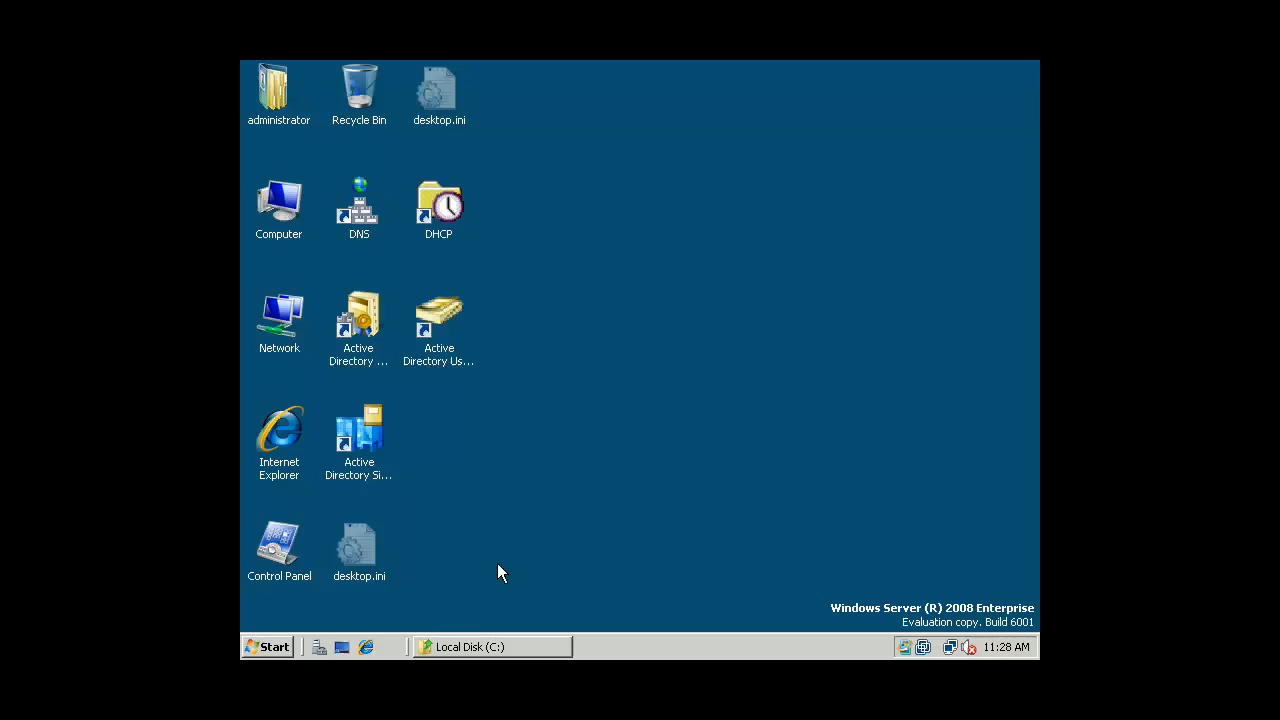 administrator
Recycle Bin
desktop.ini
Computer
DNS
DHCP
Network
Active
Directory ...
Active
Directory Us...
Internet
Explorer
Active
Directory Si...
Control Panel
desktop.ini
Windows Server (R) 2008 Enterprise
Evaluation copy. Build 6001
Start
Local Disk (C:)
11:28 AM